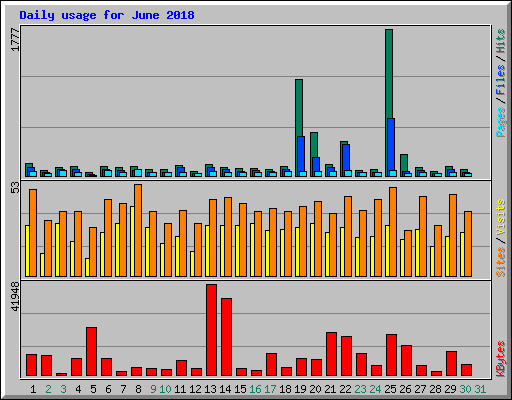 Daily usage for June 2018
1777
Pages / Files / Hits
53
Sites / Visits
41948
KBytes
1 2 3 4 5 6 7 8 9 10 11 12 13 14 15 16 17 18 19 20 21 22 23 24 25 26 27 28 29 30 31